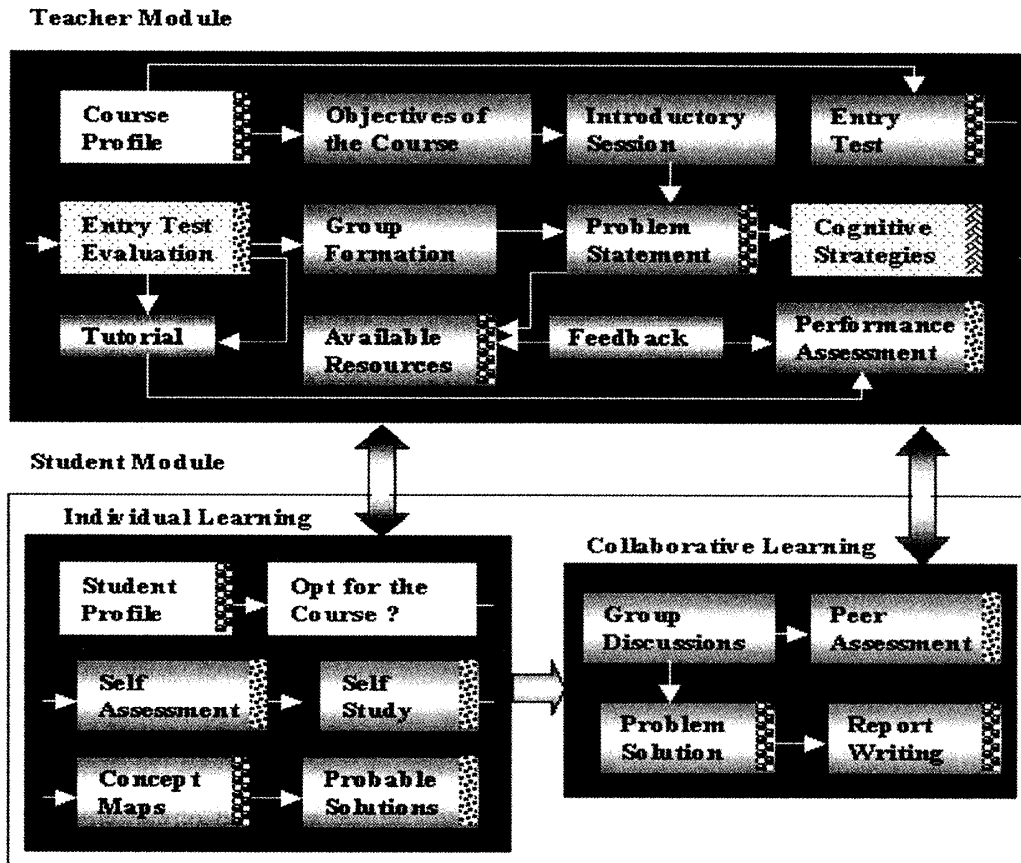 Teacher Module
Course
Profile
Objectives of
the Course
Introductory
Session
Entry
Test
Entry Test
Evaluation
Group
Formation
Problem
Statement
Cognitive
Strategies
Tutorial
Available
Resources
Feedback
Performance
Assessment
Student Module
Individual Learning
Student
Profile
Opt for the
Course ?
Self
Assessment
Self
Study
Concept
Maps
Probable
Solutions
Collaborative Learning
Group
Discussions
Peer
Assessment
Problem
Solution
Report
Writing